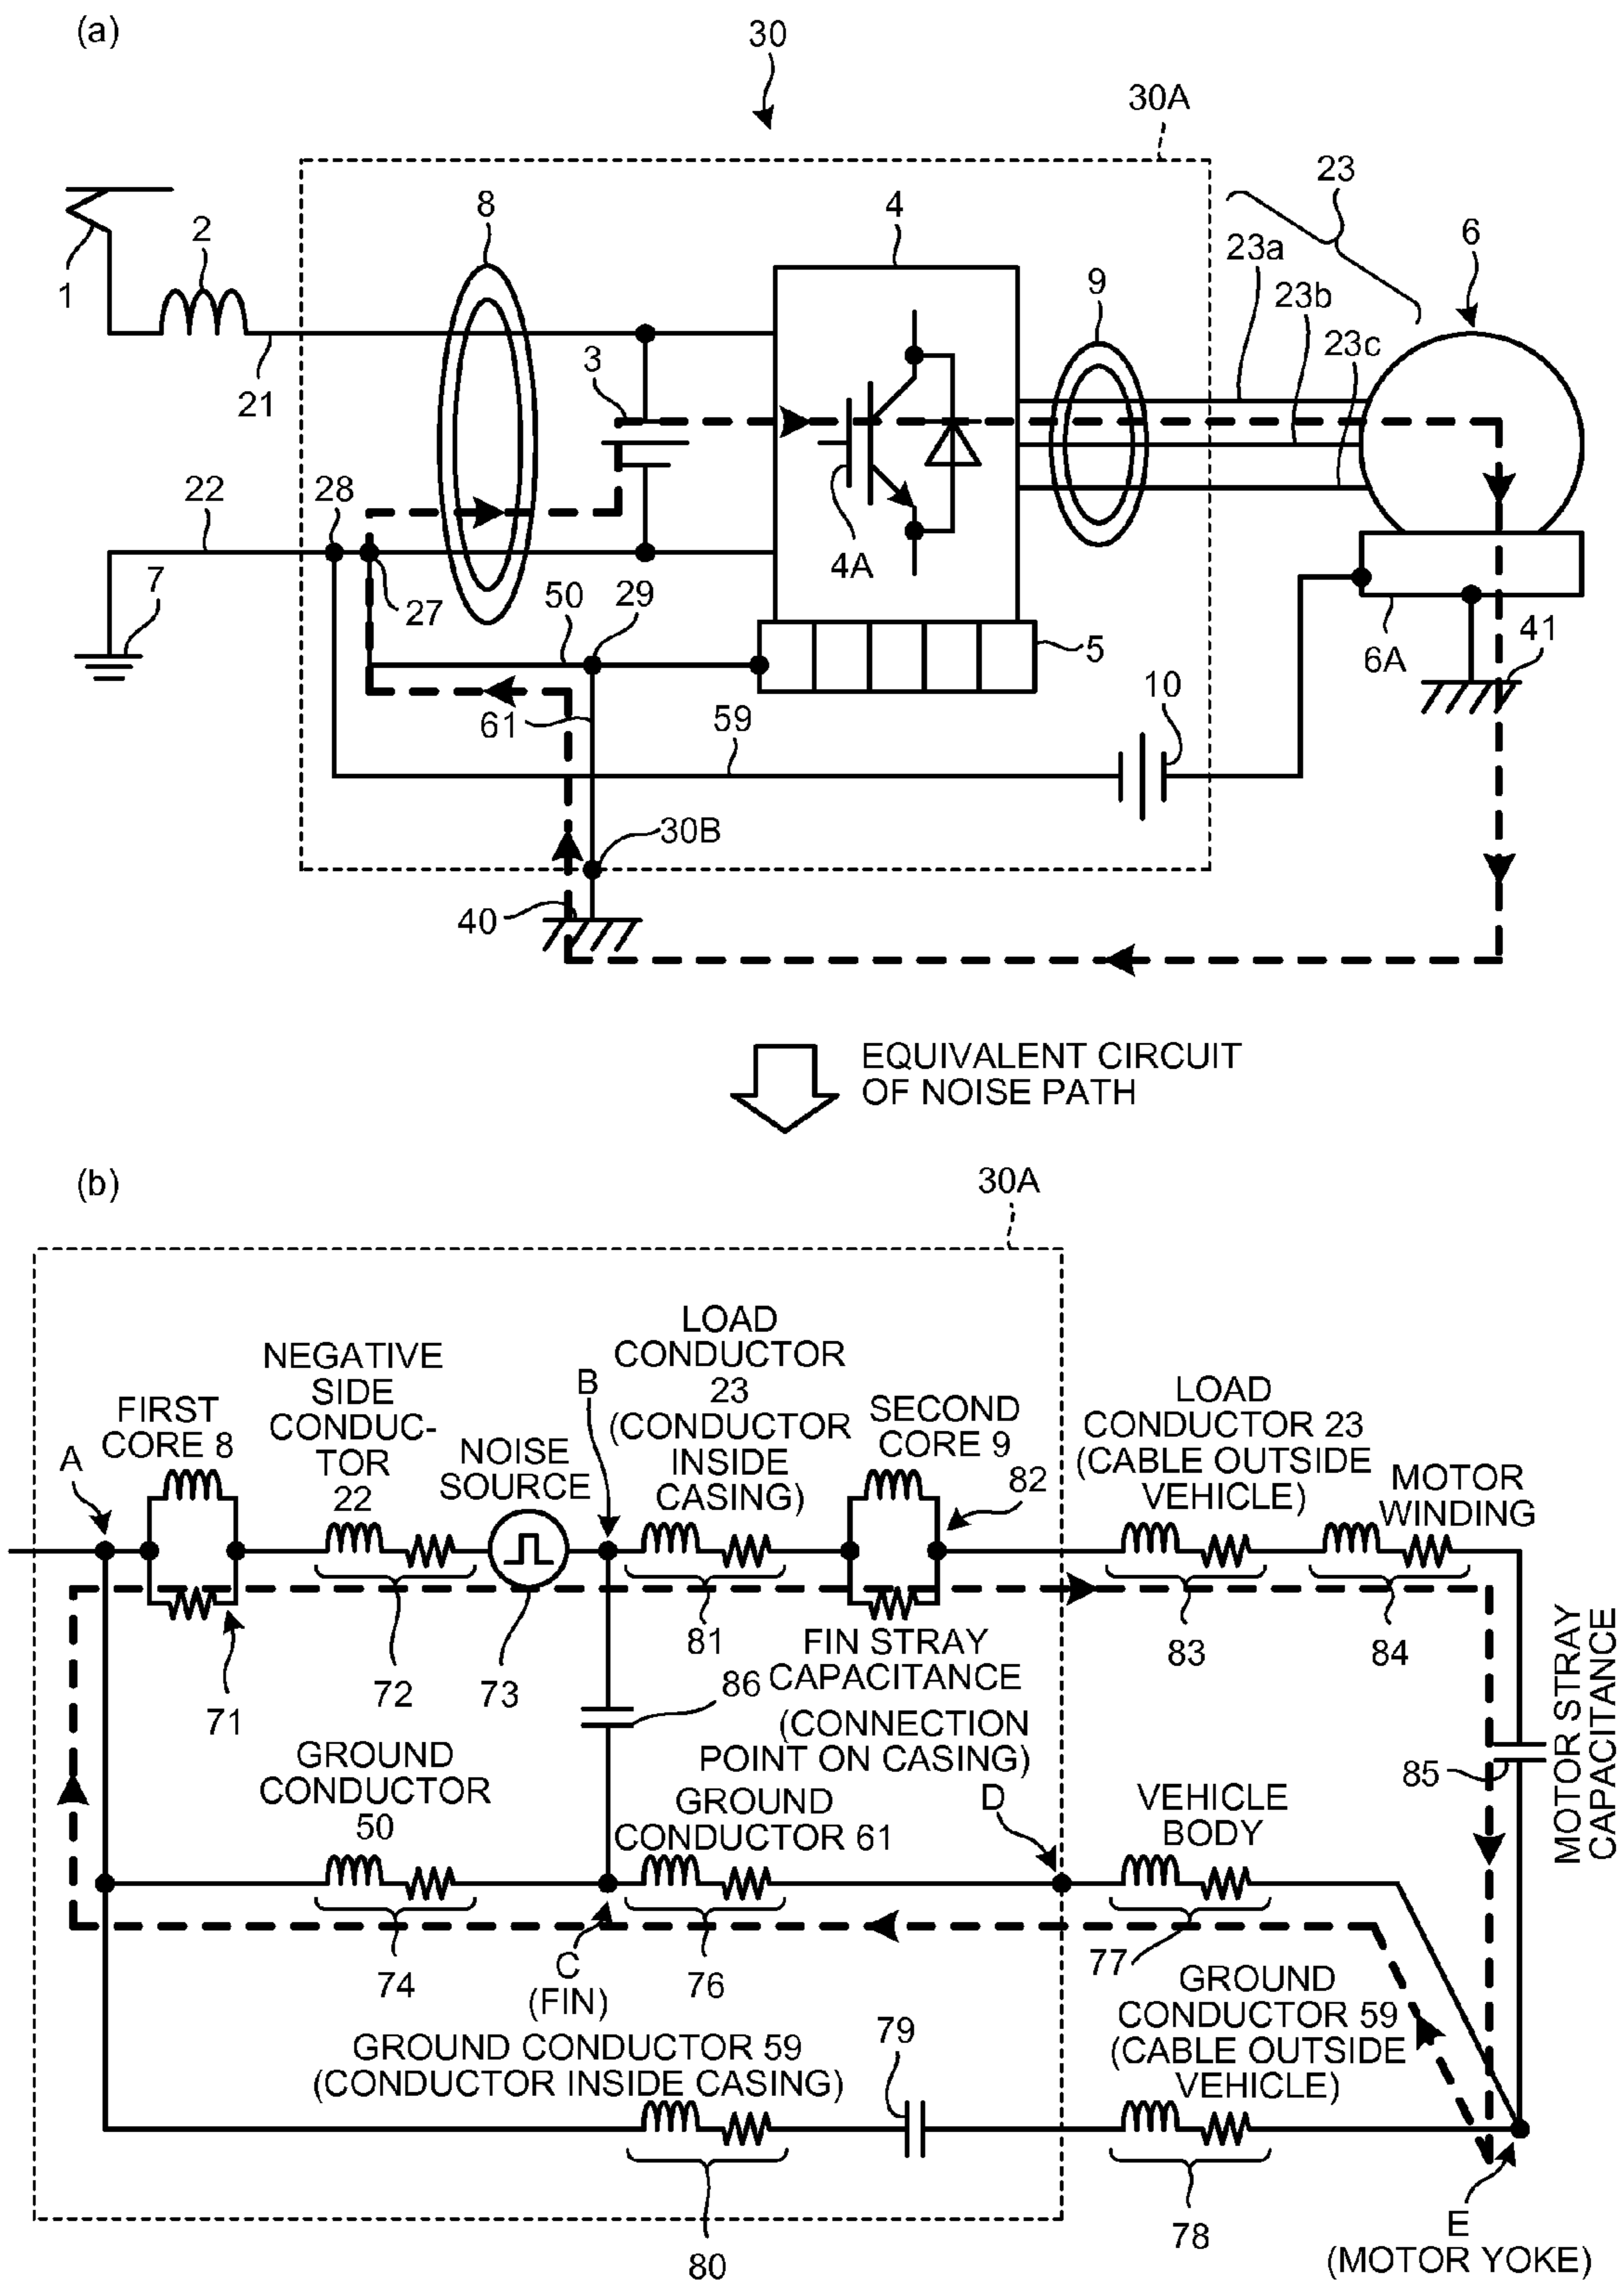 (a)
30
30A
23
8
4
6
2
23a
9
1
23b
3
23c
21
22
28
4A
7
50
29
27
41
5
6A
10
61
59
30B
40
EQUIVALENT CIRCUIT
OF NOISE PATH
(b)
30A
LOAD
CONDUCTOR
23
(CONDUCTOR
INSIDE
CASING)
NEGATIVE
SIDE
CONDUC-
TOR
22
B
FIRST
CORE 8
SECOND
CORE 9
LOAD
CONDUCTOR 23
(CABLE OUTSIDE
VEHICLE)
A
NOISE
SOURCE
82
MOTOR
WINDING
81
FIN STRAY
CAPACITANCE
83
84
MOTOR STRAY
CAPACITANCE
72
73
86
71
(CONNECTION
POINT ON CASING)
GROUND
CONDUCTOR
50
85
GROUND
CONDUCTOR 61
D
VEHICLE
BODY
74
C
(FIN)
76
77
GROUND
CONDUCTOR 59
(CABLE OUTSIDE
VEHICLE)
79
GROUND CONDUCTOR 59
(CONDUCTOR INSIDE CASING)
80
78
E
(MOTOR YOKE)